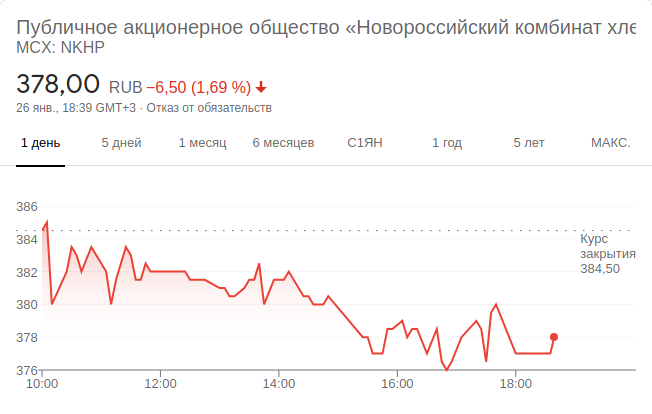 Публичное акционерное общество «Новороссийский комбинат хле
MCX: NKHP
378,00 RUB −6,50 (1,69 %)
26 янв., 18:39 GMT+3 · Отказ от обязательств
1 день 5 дней 1 месяц 6 месяцев С1ЯН 1 год 5 лет МАКС.
386
384
382
380
378
376
Курс
закрытия
384,50
10:00 12:00 14:00 16:00 18:00